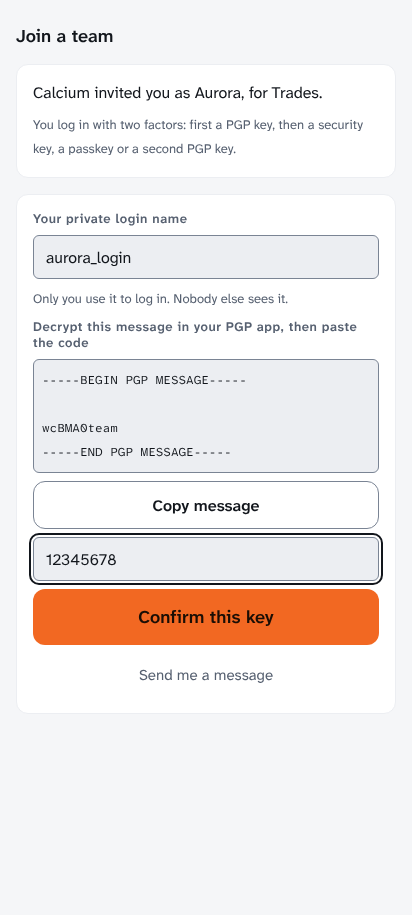 Join a team
Calcium invited you as Aurora, for Trades.
You log in with two factors: first a PGP key, then a security
key, a passkey or a second PGP key.
Your private login name
aurora_login
Only you use it to log in. Nobody else sees it.
Decrypt this message in your PGP app, then paste
the code
-----BEGIN PGP MESSAGE-----
wcBMA0team
-----END PGP MESSAGE-----
Copy message
12345678
Confirm this key
Send me a message